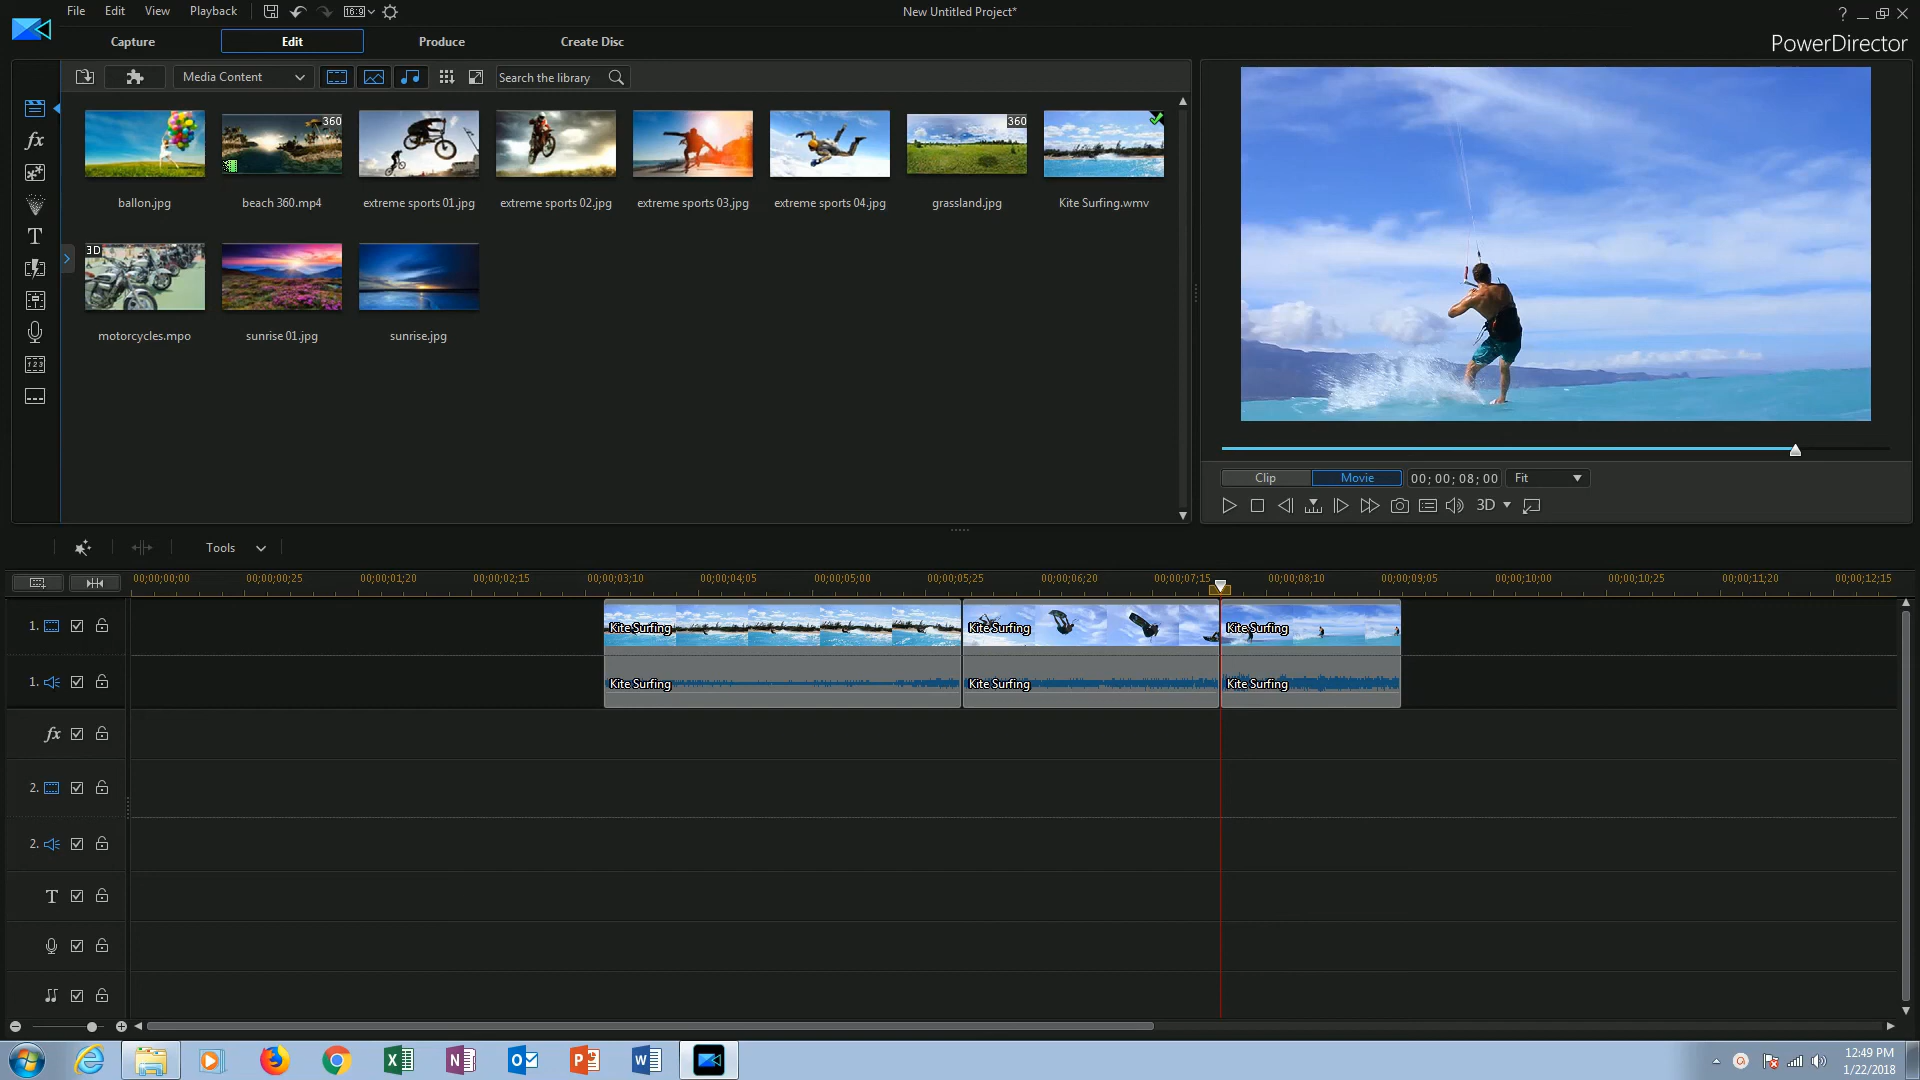 File Edit View Playback 16:9 New Untitled Project* ?
Capture Edit Produce Create Disc PowerDirector
Media Content Search the library
360 360
ballon.jpg beach 360.mp4 extreme sports 01.jpg extreme sports 02.jpg extreme sports 03.jpg extreme sports 04.jpg grassland.jpg Kite Surfing.wmv
3D
motorcycles.mpo sunrise 01.jpg sunrise.jpg
fx
T
Clip Movie 00; 00; 08; 00 Fit
3D
Tools
00;00;00;00 00;00;00;25 00;00;01;20 00;00;02;15 00;00;03;10 00;00;04;05 00;00;05;00 00;00;05;25 00;00;06;20 00;00;07;15 00;00;08;10 00;00;09;05 00;00;10;00 00;00;10;25 00;00;11;20 00;00;12;15
1. Kite Surfing Kite Surfing Kite Surfing
1. Kite Surfing Kite Surfing Kite Surfing
fx
2.
2.
T
12:49 PM
1/22/2018